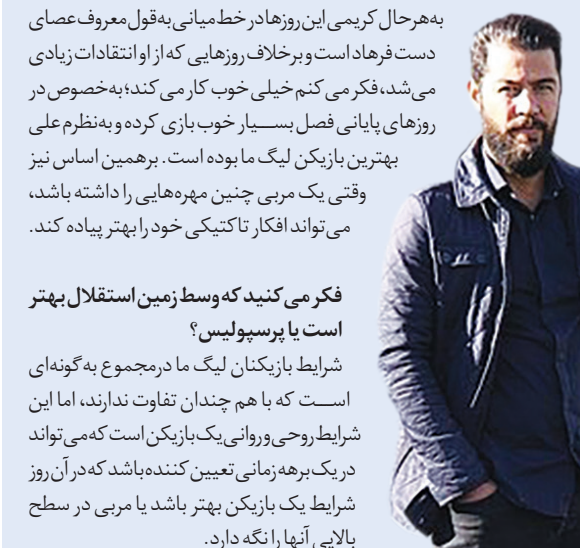 به‌هرحال کریمی این روزها در خط میانی به قول معروف عصای
دست فرهاد است و برخلاف روزهایی که از او انتقادات زیادی
می‌شد، فکر می کنم خیلی خوب کار می کند؛ به‌خصوص در
روزهای پایانی فصل بســـیار خوب بازی کرده و به‌نظرم علی
بهترین بازیکن لیگ ما بوده است. برهمین اساس نیز
وقتی یک مربی چنین مهره‌هایی را داشته باشد،
می‌تواند افکار تاکتیکی خود را بهتر پیاده کند.
فکر می کنید که وسط زمین استقلال بهتر
است یا پرسپولیس؟
شرایط بازیکنان لیگ ما درمجموع به گونه‌ای
اســـت که با هم چندان تفاوت ندارند، اما این
شرایط روحی و روانی یک بازیکن است که می‌تواند
در یک برهه زمانی تعیین کننده باشد که در آن روز
شرایط یک بازیکن بهتر باشد یا مربی در سطح
بالایی آنها را نگه دارد.